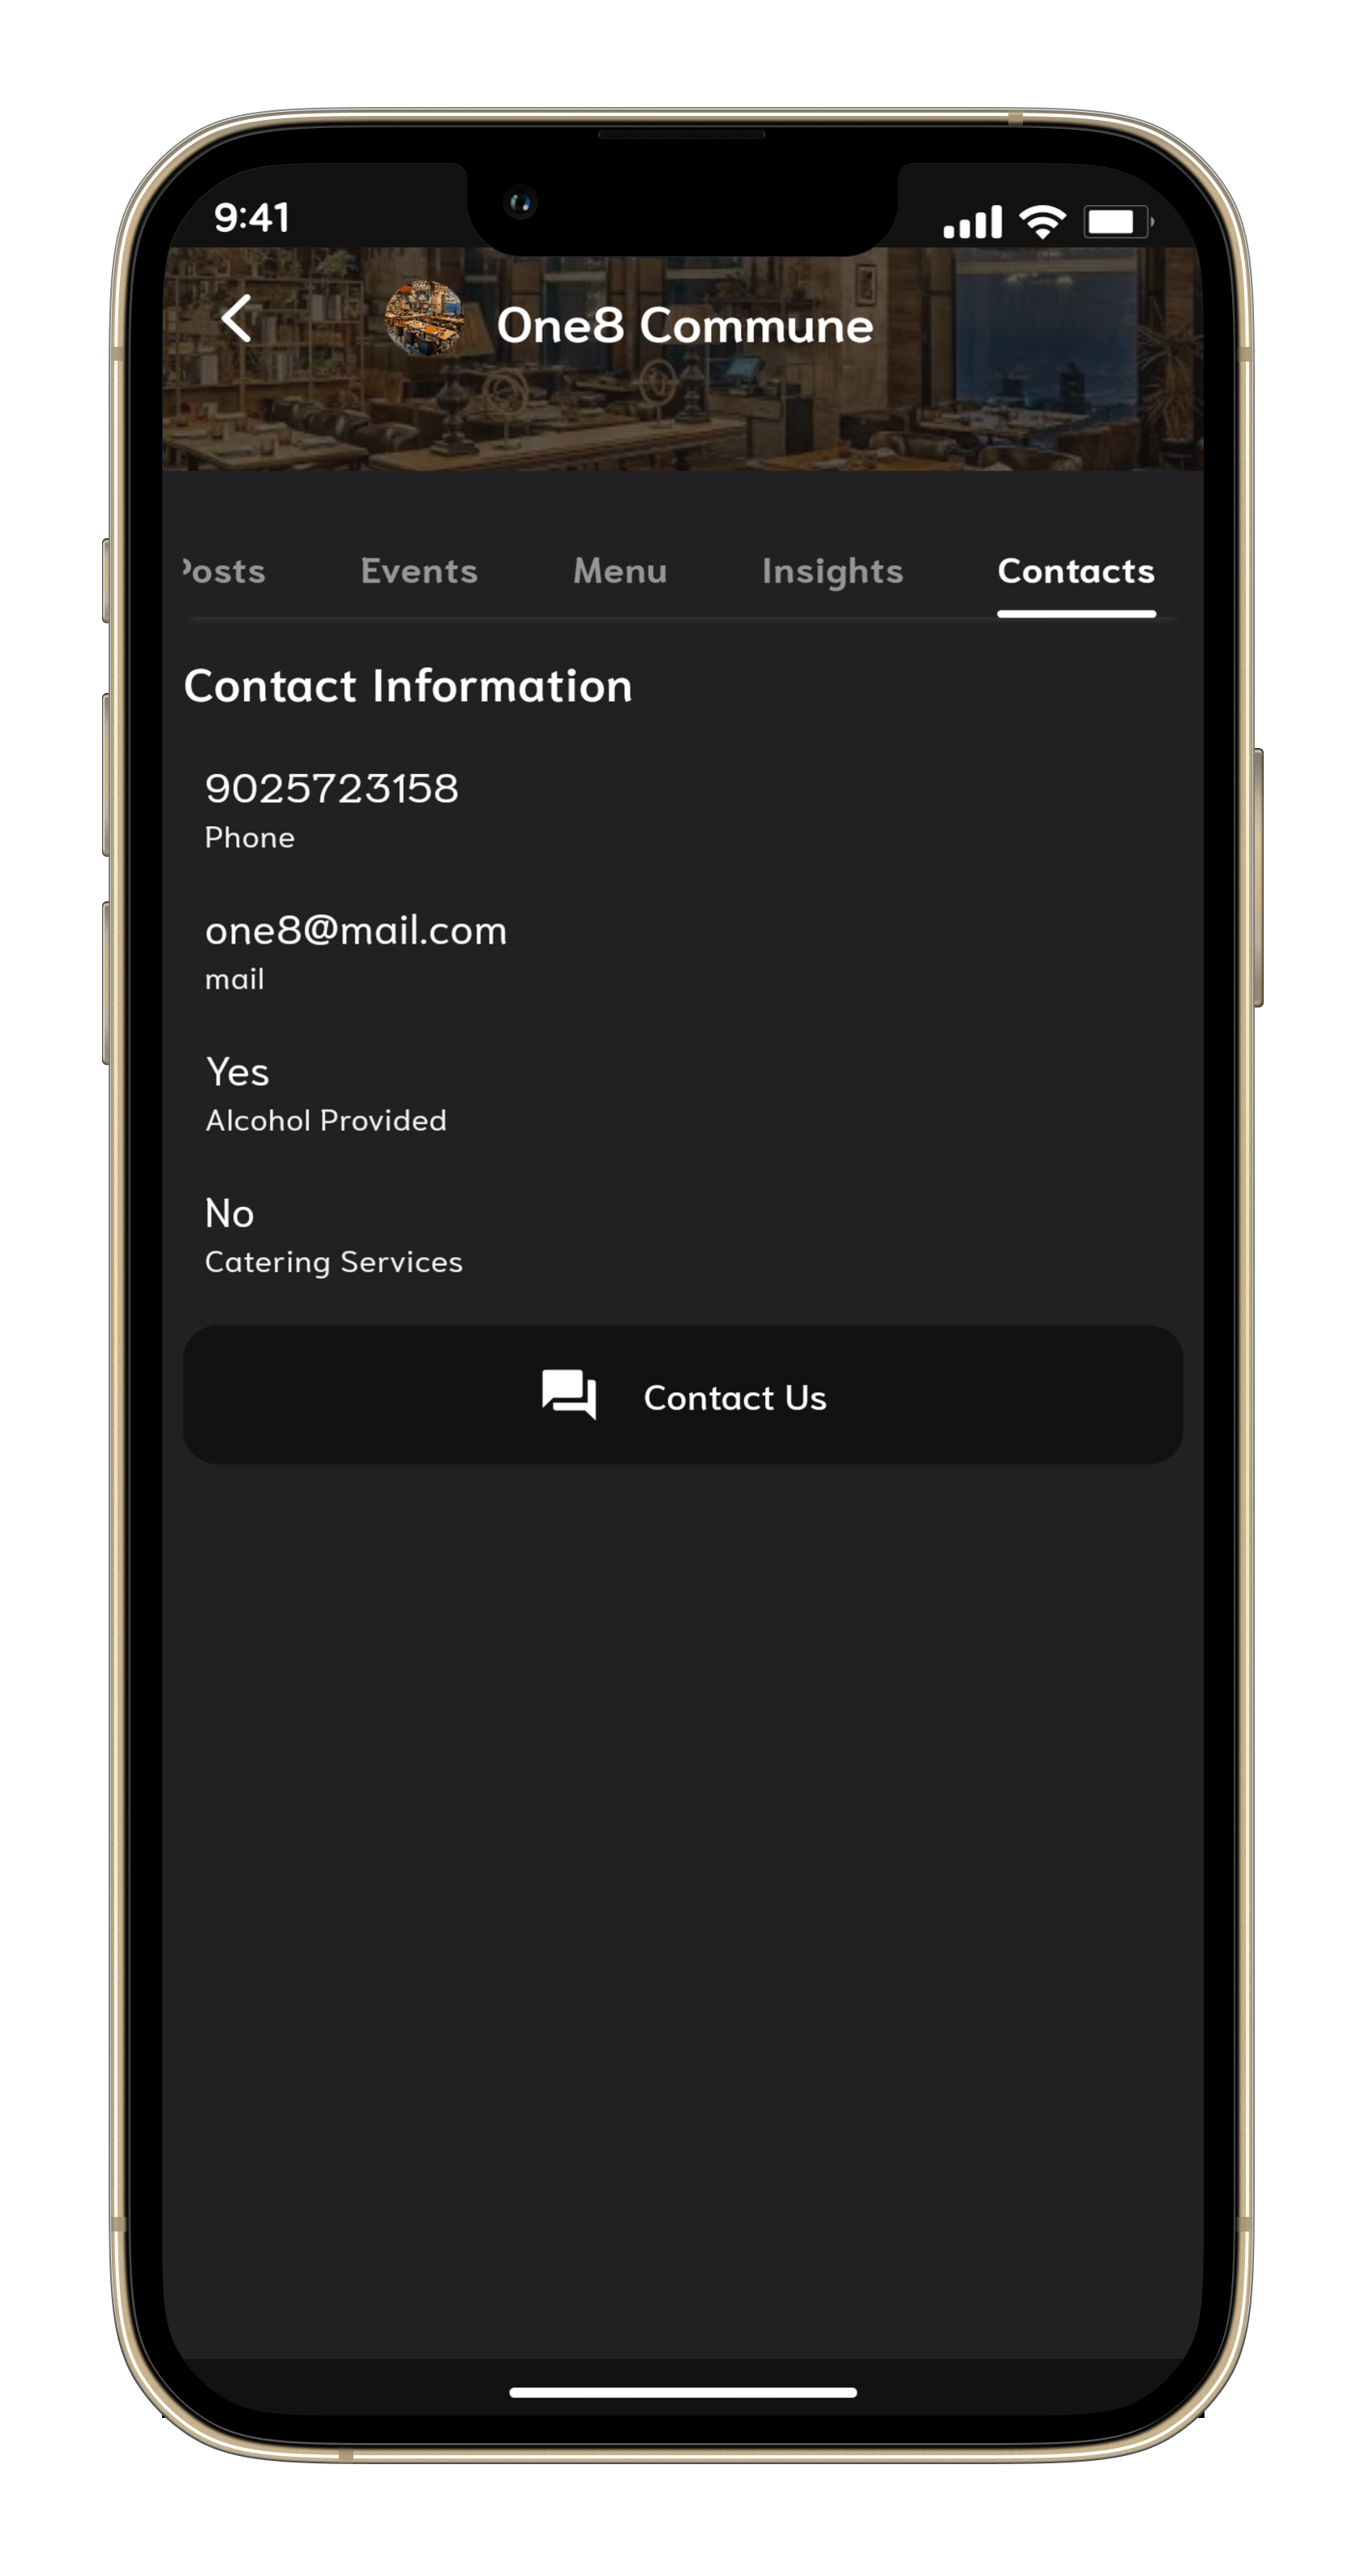 9:41
One8 Commune
Posts Events Menu Insights Contacts
Contact Information
9025723158
Phone
one8@mail.com
mail
Yes
Alcohol Provided
No
Catering Services
Contact Us